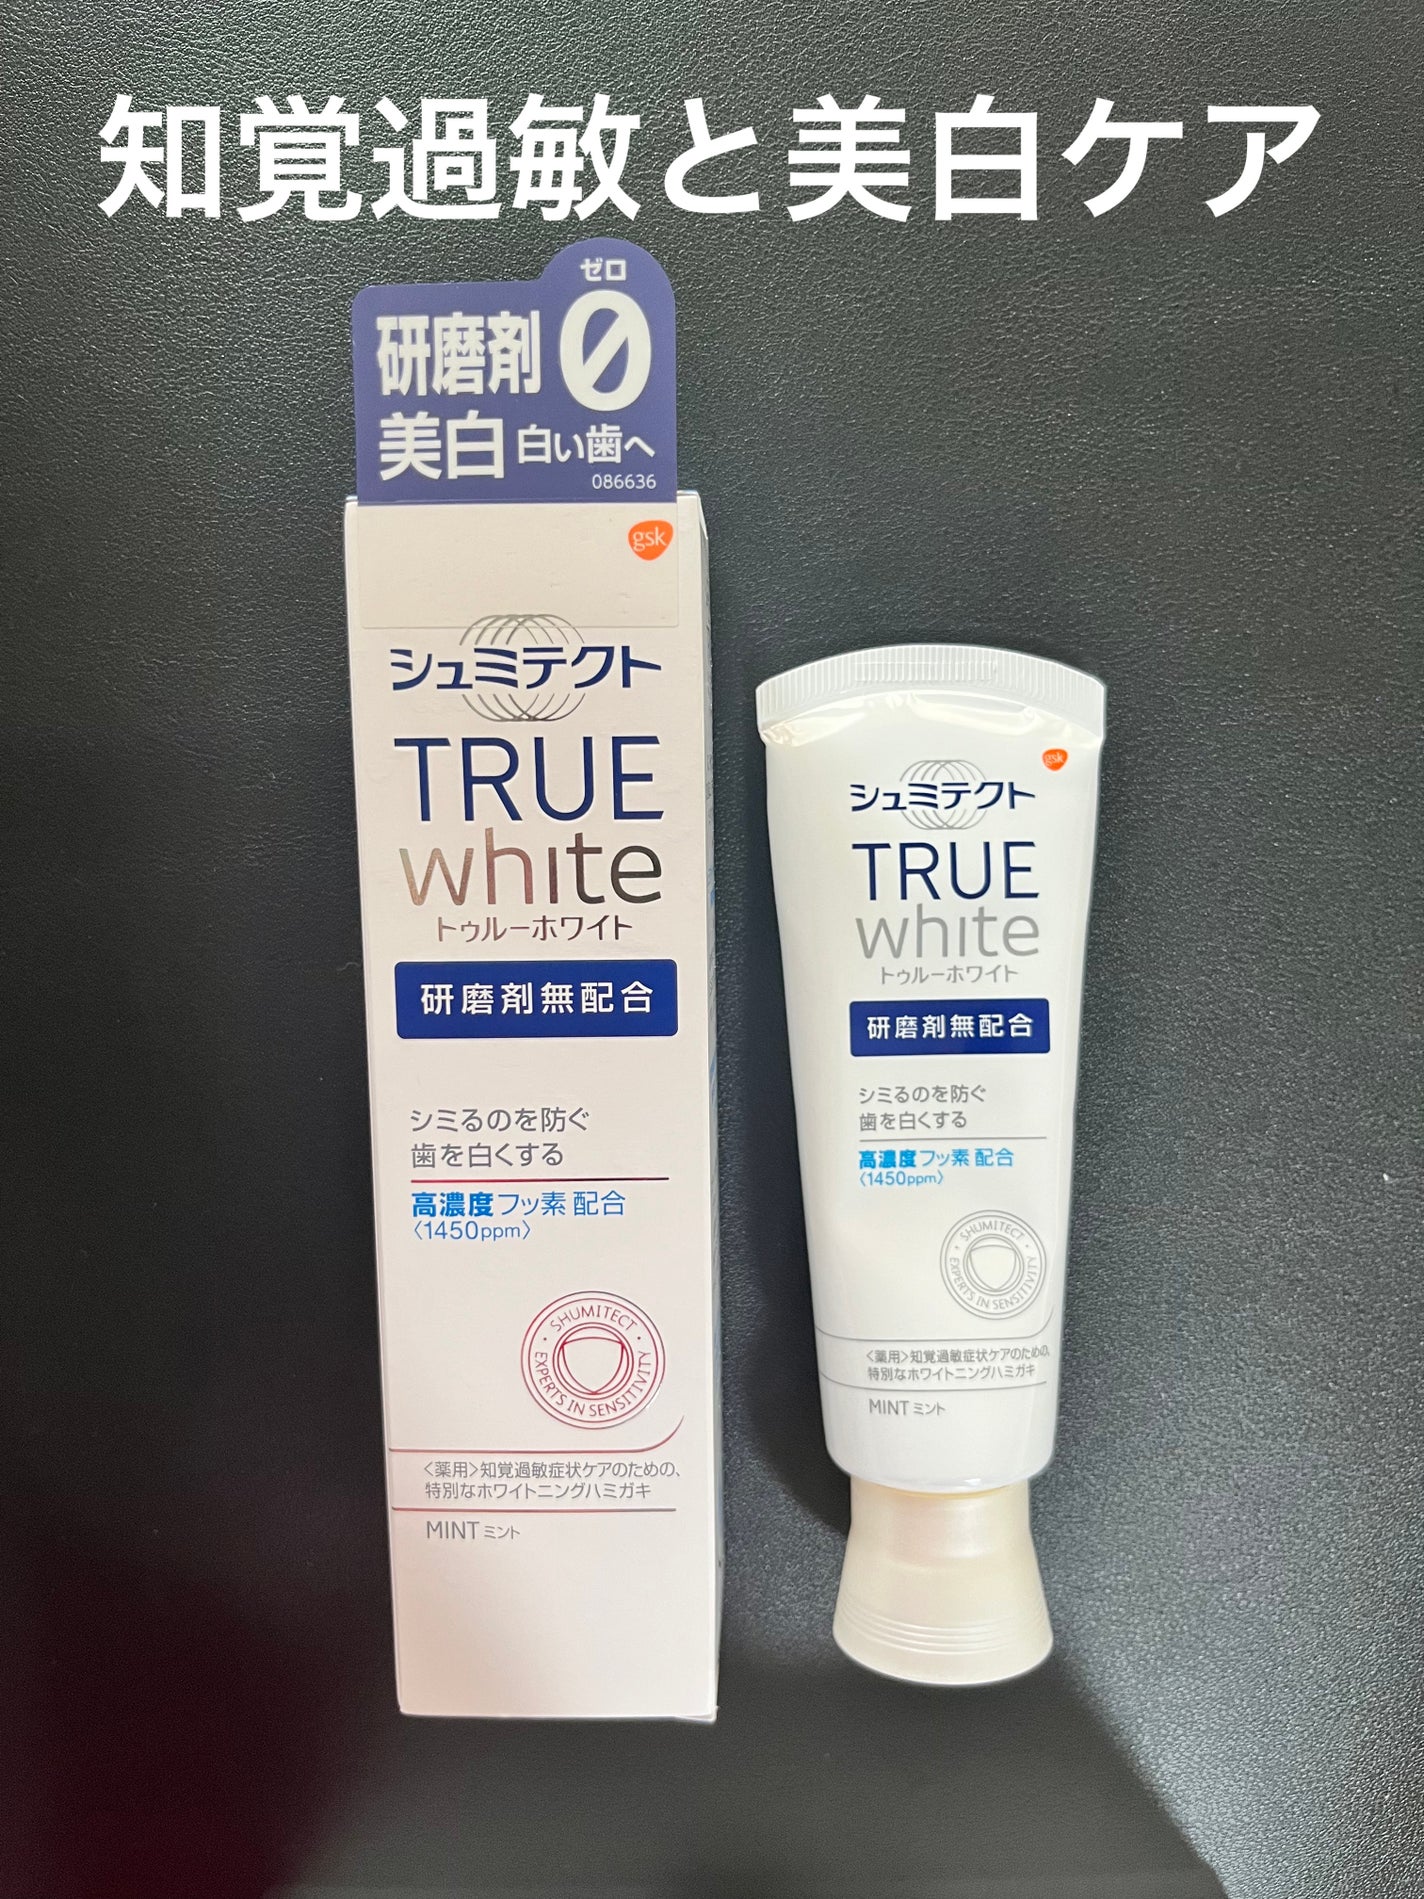 知覚過敏と美白ケア
ゼロ
研磨剤0
美白 白い歯へ
086636
gsk
シュミテクト
TRUE
white
トゥルーホワイト
研磨剤無配合
シミるのを防ぐ
歯を白くする
高濃度フッ素 配合
〈1450ppm〉
SHUMITECT
EXPERTS IN SENSITIVITY
<薬用>知覚過敏症状ケアのための、
特別なホワイトニングハミガキ
MINT ミント
gsk
シュミテクト
TRUE
white
トゥルーホワイト
研磨剤無配合
シミるのを防ぐ
歯を白くする
高濃度フッ素 配合
〈1450ppm〉
SHUMITECT
EXPERTS IN SENSITIVITY
<薬用>知覚過敏症状ケアのための、
特別なホワイトニングハミガキ
MINT ミント